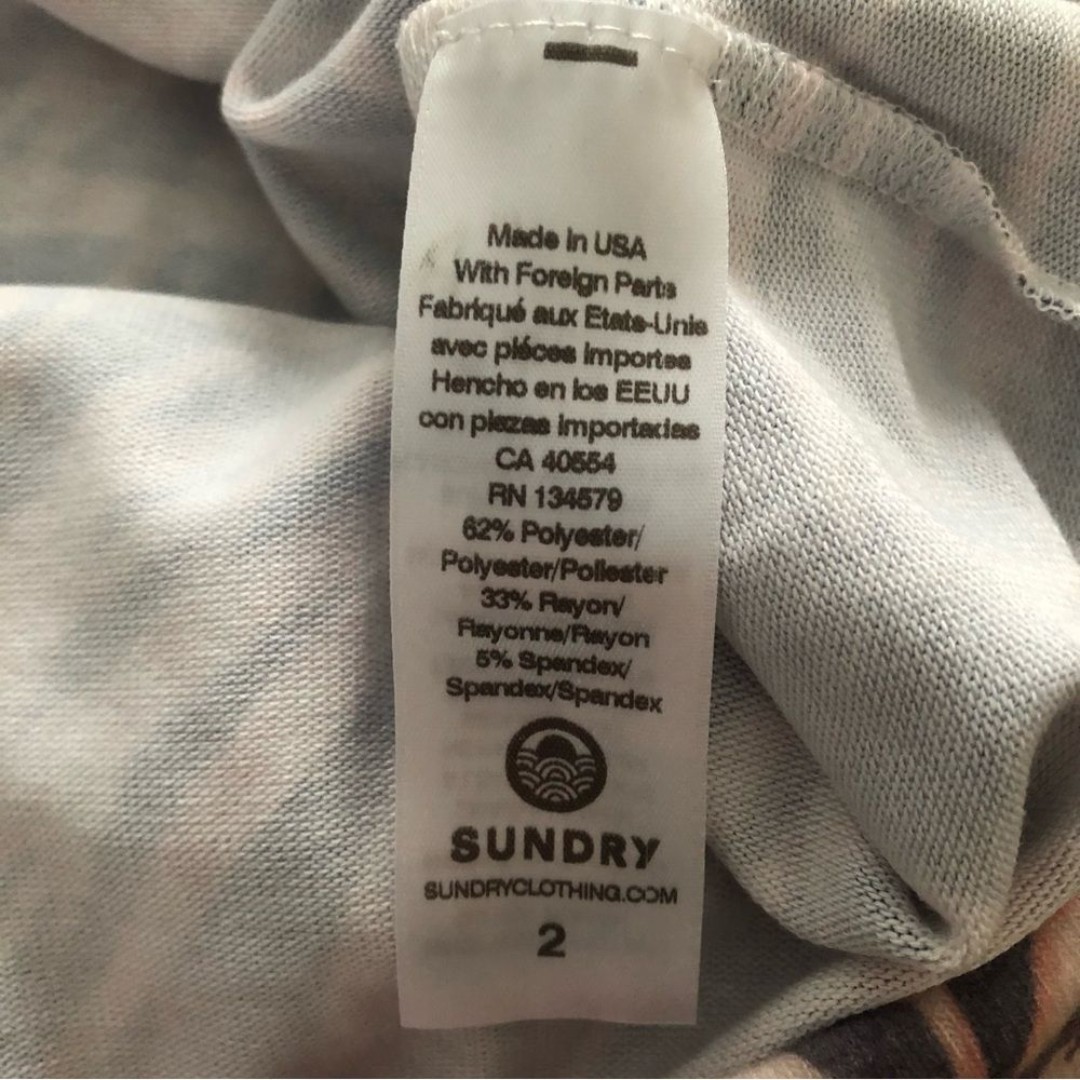 Made in USA
With Foreign Parts
Fabriqué aux Etats-Unis
avec piéces importes
Hencho en los EEUU
con piezas importadas
CA 40554
RN 134579
62% Polyester/
Polyester/Poliester
33% Rayon/
Rayonne/Rayon
5% Spandex/
Spandex/Spandex
SUNDRY
SUNDRYCLOTHING.COM
2